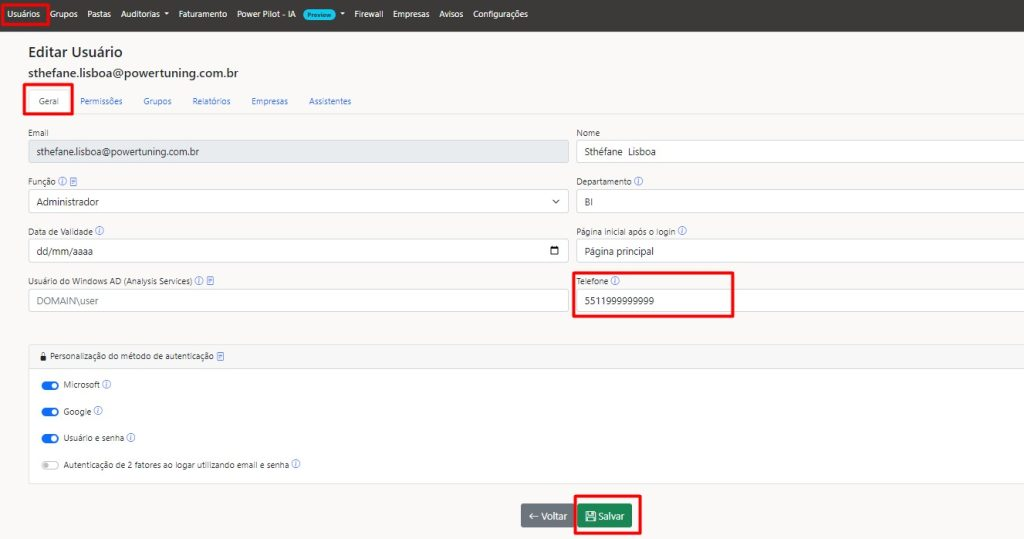 Usuários Grupos Pastas Auditorias Faturamento Power Pilot - IA Preview Firewall Empresas Avisos Configurações
Editar Usuário
sthefane.lisboa@powertuning.com.br
Geral Permissões Grupos Relatórios Empresas Assistentes
Email Nome
sthefane.lisboa@powertuning.com.br Sthéfane Lisboa
Função Departamento
Administrador BI
Data de Validade Página inicial após o login
dd/mm/aaaa Página principal
Usuário do Windows AD (Analysis Services) Telefone
DOMAIN\user 5511999999999
Personalização do método de autenticação
Microsoft
Google
Usuário e senha
Autenticação de 2 fatores ao logar utilizando email e senha
← Voltar Salvar